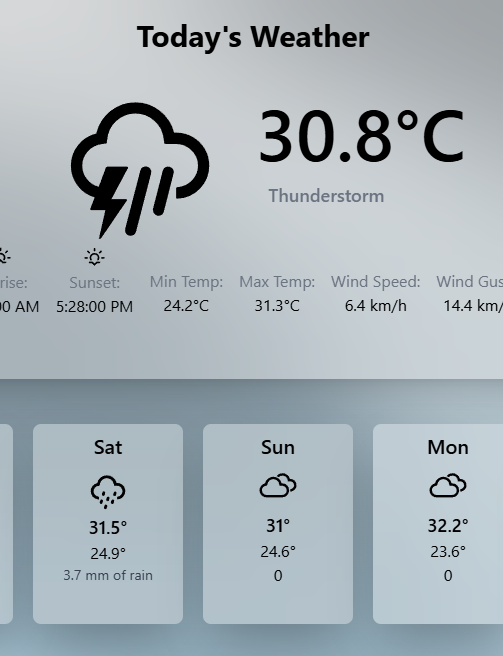 Today's Weather
30.8°C
Thunderstorm
rise: Sunset: Min Temp: Max Temp: Wind Speed: Wind Gus
00 AM 5:28:00 PM 24.2°C 31.3°C 6.4 km/h 14.4 km/
Sat Sun Mon
31.5° 31° 32.2°
24.9° 24.6° 23.6°
3.7 mm of rain 0 0